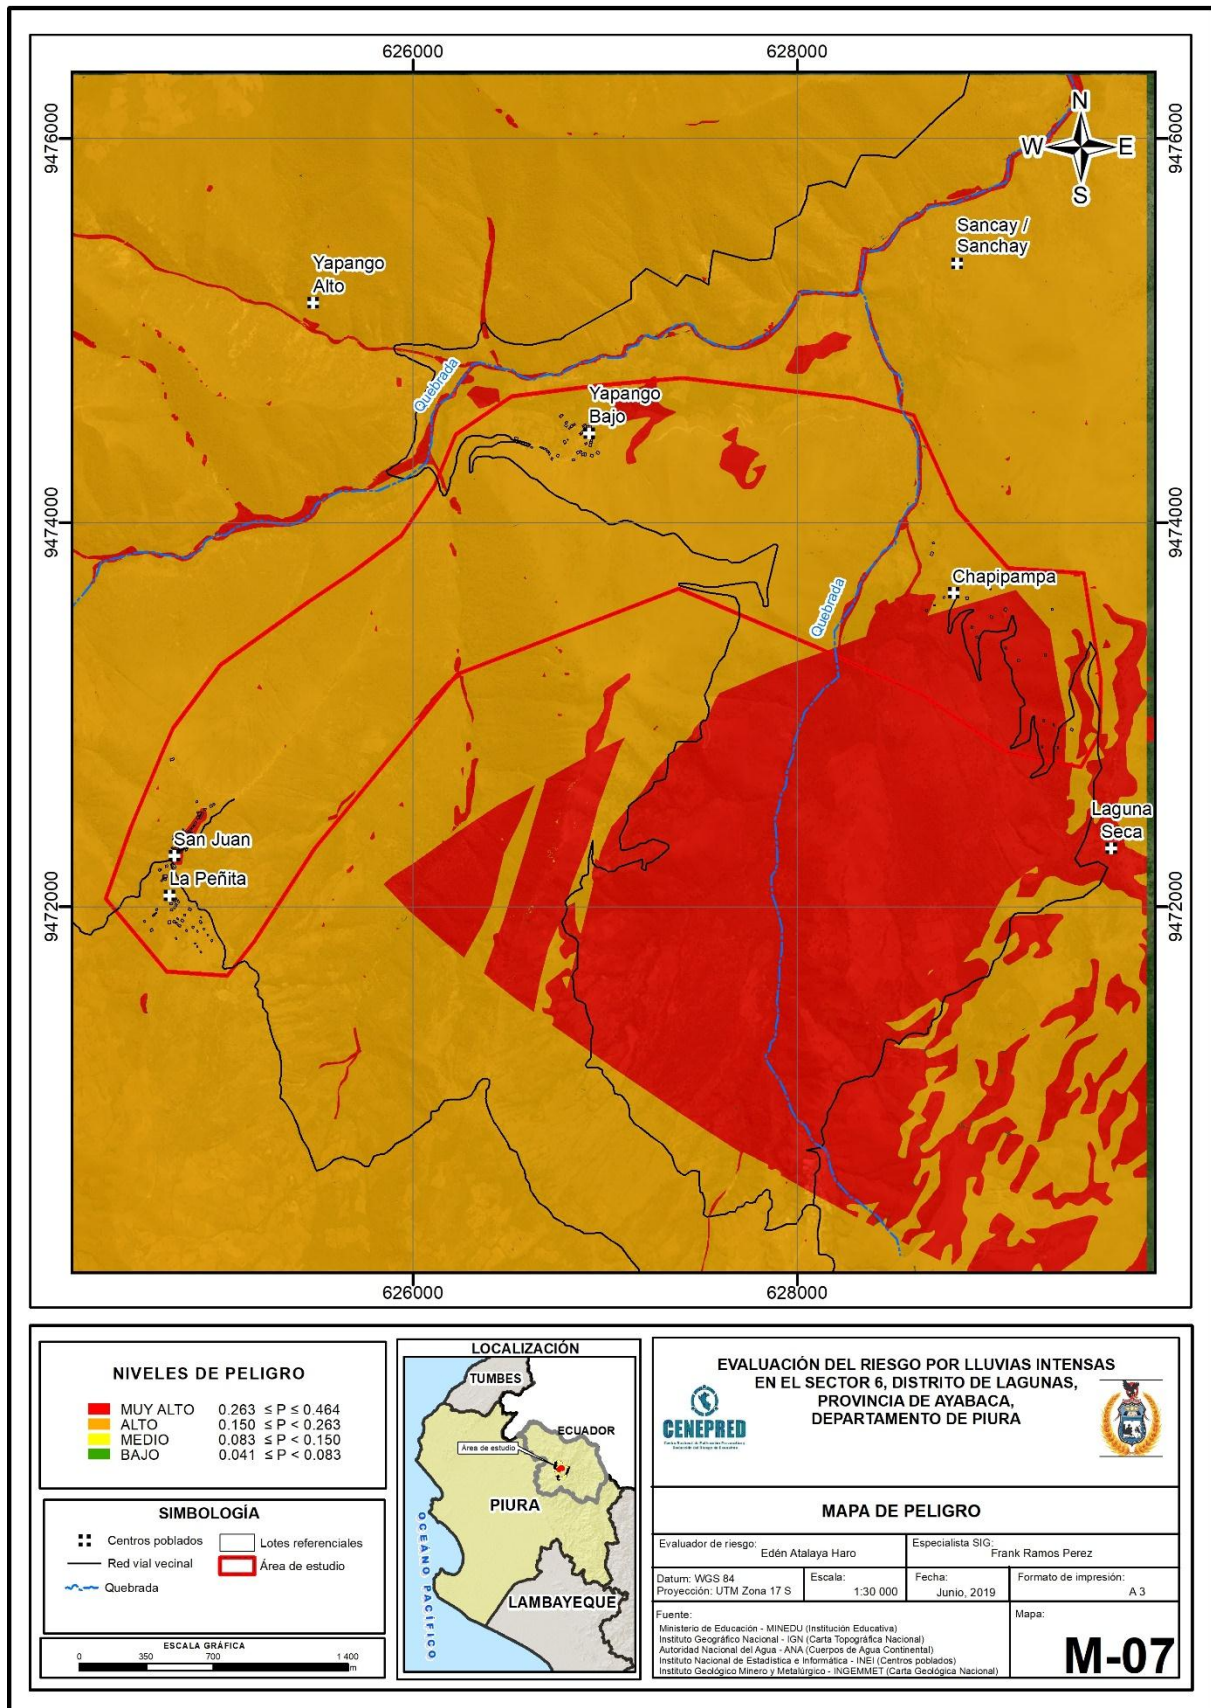 626000
628000
9476000
9476000
N
W
E
S
Sancay /
Sanchay
Yapango
Alto
Quebrada
Yapango
Bajo
9474000
9474000
Chapipampa
Quebrada
Laguna
Seca
San Juan
La Peñita
9472000
9472000
626000
628000
NIVELES DE PELIGRO
MUY ALTO 0.263 ≤ P ≤ 0.464
ALTO 0.150 ≤ P < 0.263
MEDIO 0.083 ≤ P < 0.150
BAJO 0.041 ≤ P < 0.083
SIMBOLOGÍA
Centros poblados
Lotes referenciales
Red vial vecinal
Área de estudio
Quebrada
ESCALA GRÁFICA
0 350 700 1 400
m
LOCALIZACIÓN
TUMBES
ECUADOR
Área de estudio
PIURA
OCEÁNO PACÍFICO
LAMBAYEQUE
EVALUACIÓN DEL RIESGO POR LLUVIAS INTENSAS
EN EL SECTOR 6, DISTRITO DE LAGUNAS,
PROVINCIA DE AYABACA,
DEPARTAMENTO DE PIURA
CENEPRED
MAPA DE PELIGRO
Evaluador de riesgo:
Edén Atalaya Haro
Especialista SIG:
Frank Ramos Perez
Datum: WGS 84
Proyección: UTM Zona 17 S
Escala:
1:30 000
Fecha:
Junio, 2019
Formato de impresión:
A 3
Fuente:
Ministerio de Educación - MINEDU (Institución Educativa)
Instituto Geográfico Nacional - IGN (Carta Topográfica Nacional)
Autoridad Nacional del Agua - ANA (Cuerpos de Agua Continental)
Instituto Nacional de Estadística e Informática - INEI (Centros poblados)
Instituto Geológico Minero y Metalúrgico - INGEMMET (Carta Geológica Nacional)
Mapa:
M-07